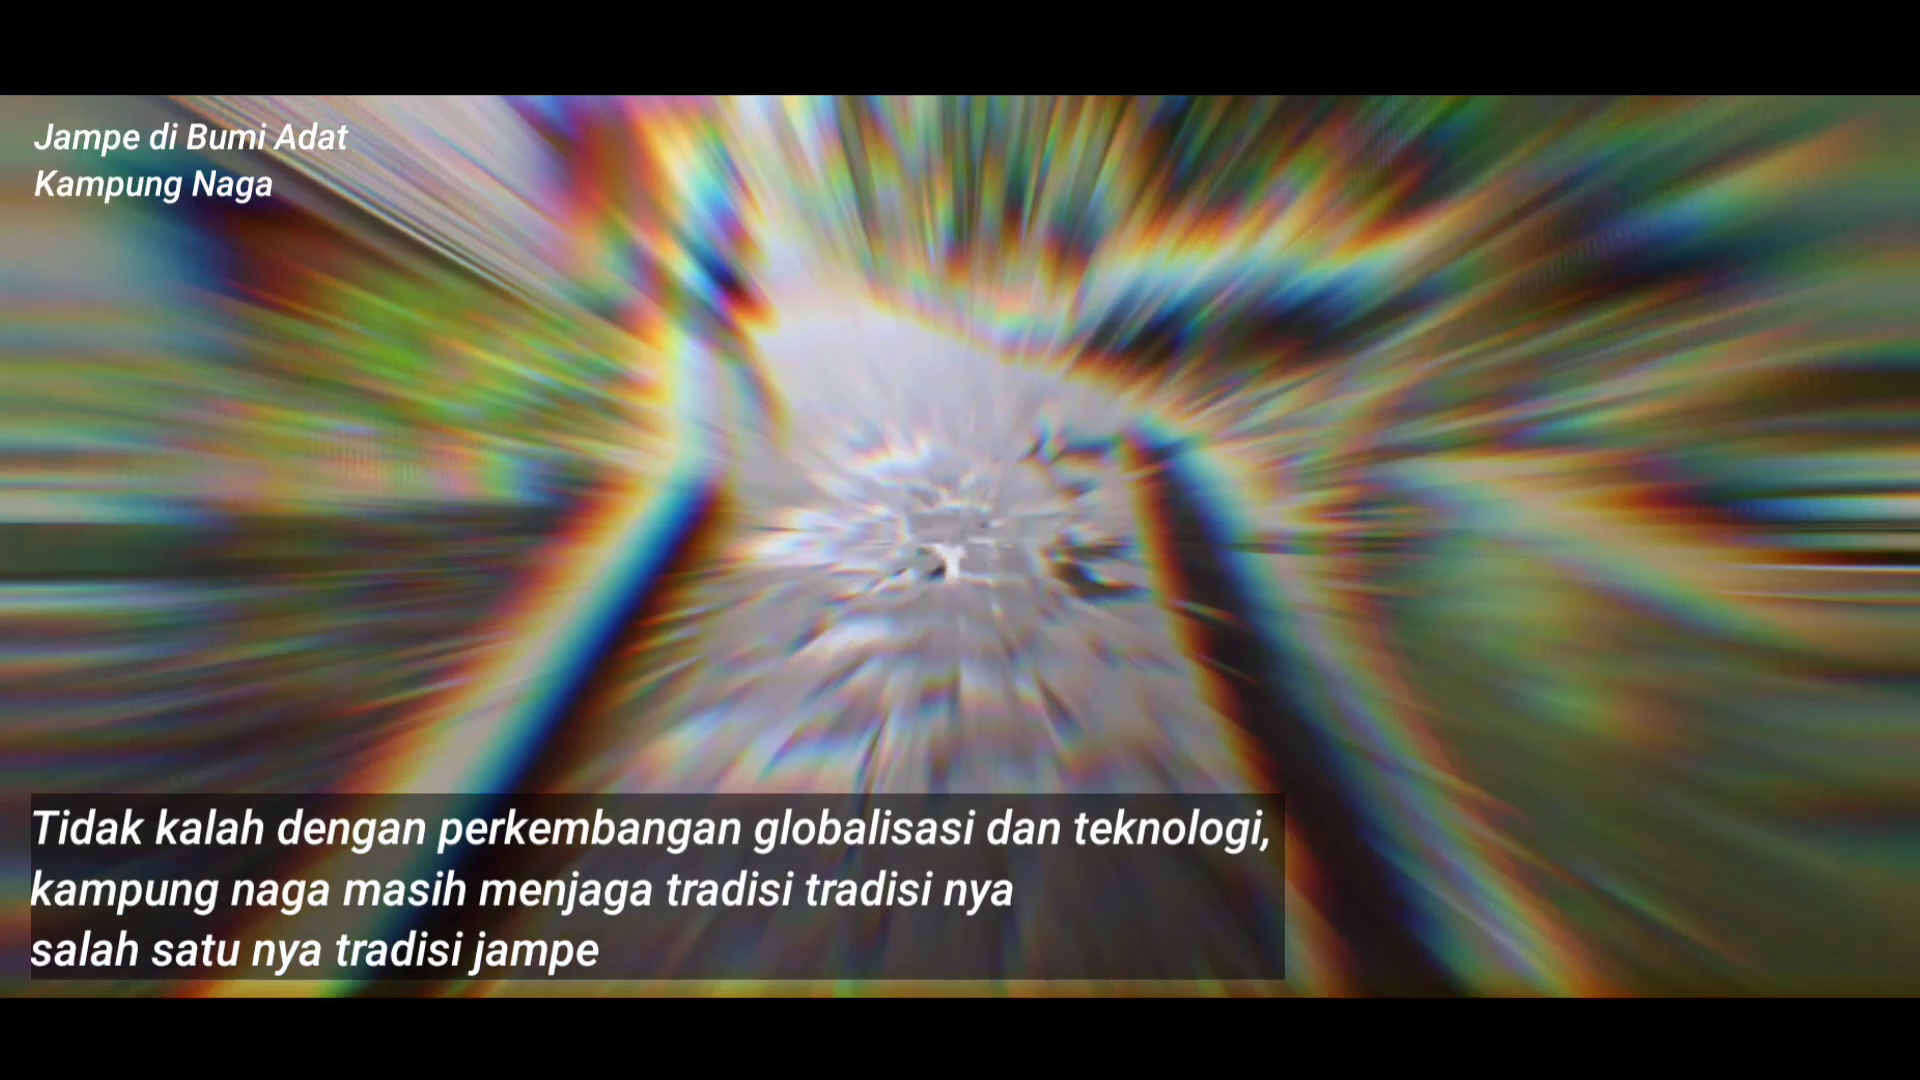 Jampe di Bumi Adat
Kampung Naga
Tidak kalah dengan perkembangan globalisasi dan teknologi,
kampung naga masih menjaga tradisi tradisi nya
salah satu nya tradisi jampe